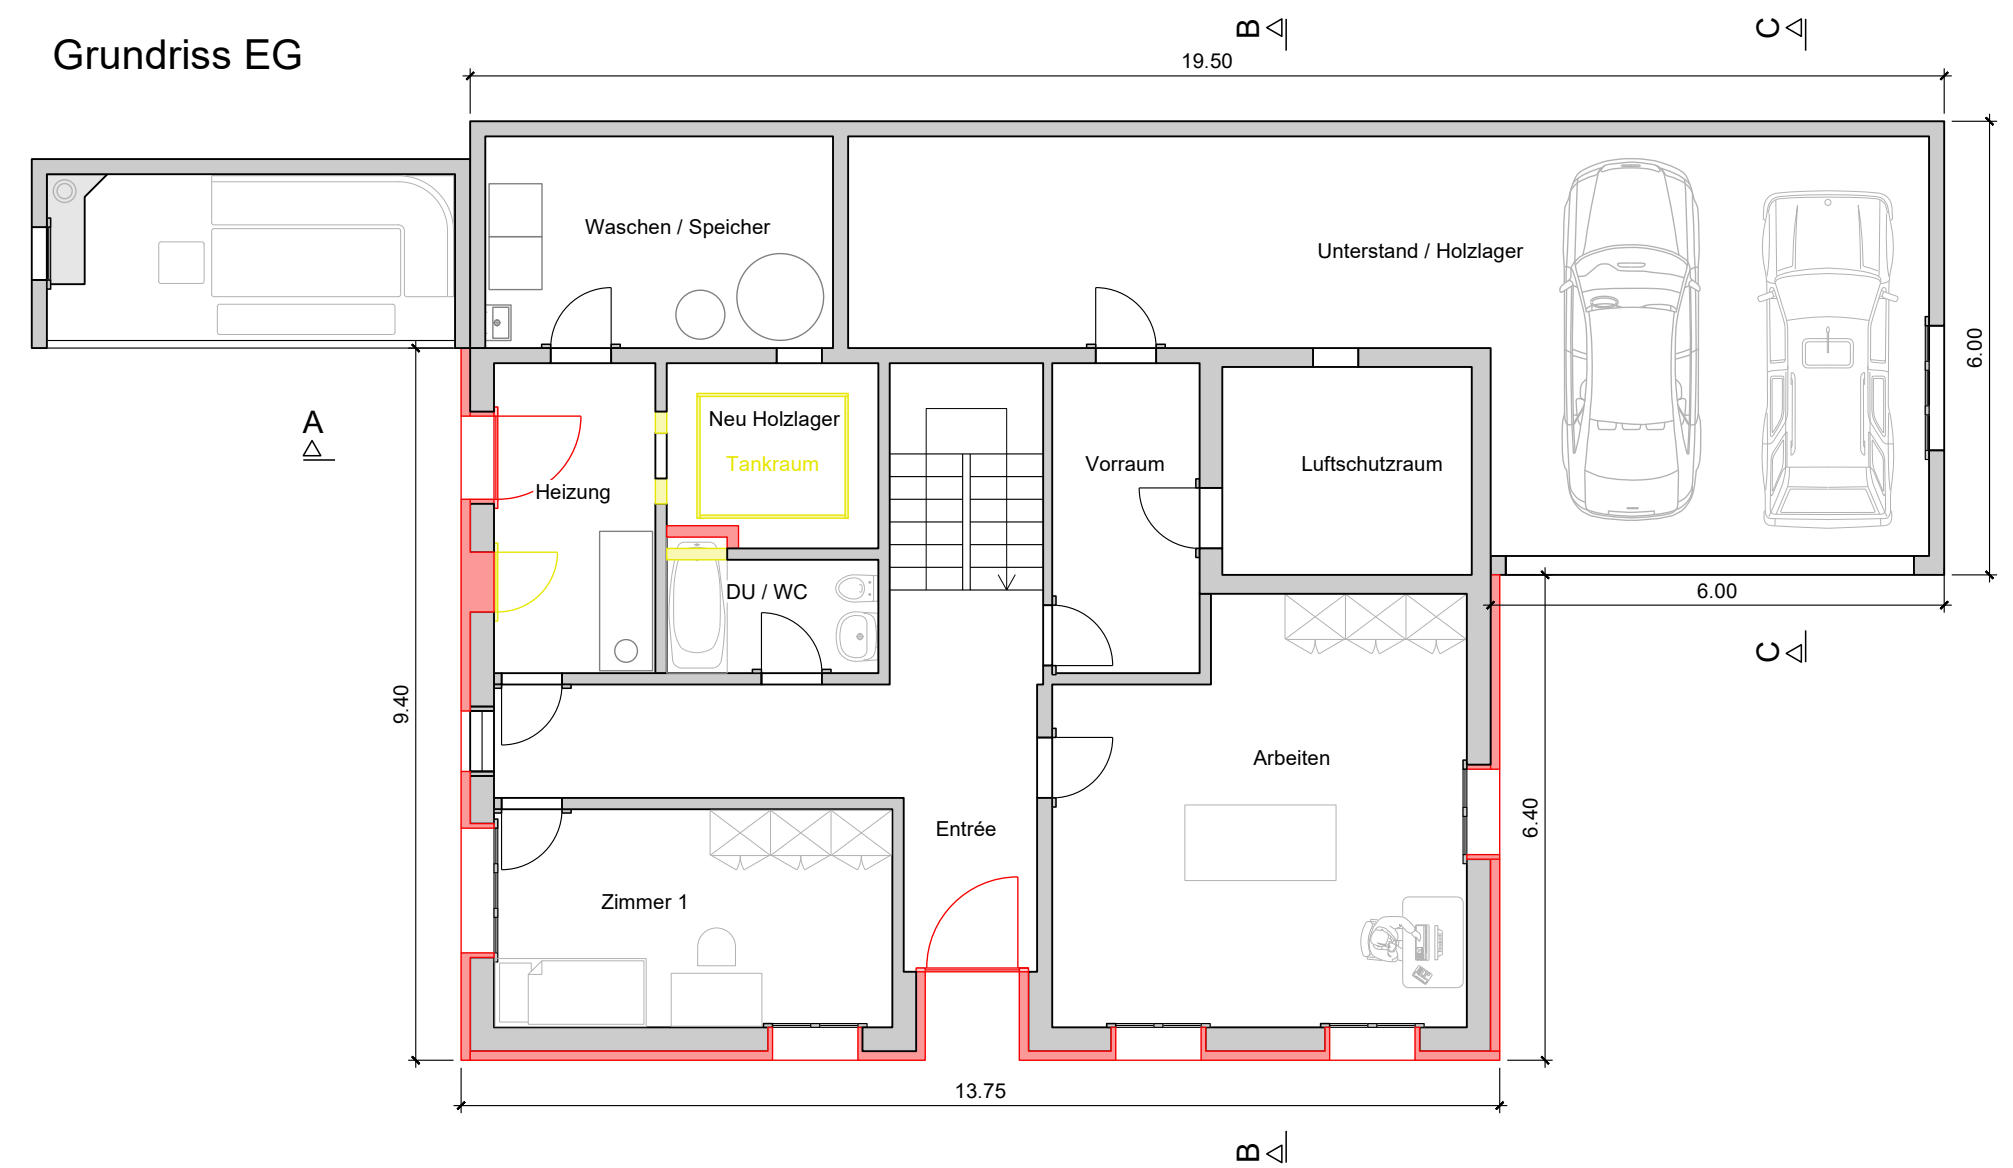 Grundriss EG
B
C
19.50
Waschen / Speicher
Unterstand / Holzlager
6.00
A
Neu Holzlager
Tankraum
Vorraum
Luftschutzraum
Heizung
DU / WC
6.00
C
9.40
Arbeiten
6.40
Entrée
Zimmer 1
13.75
B